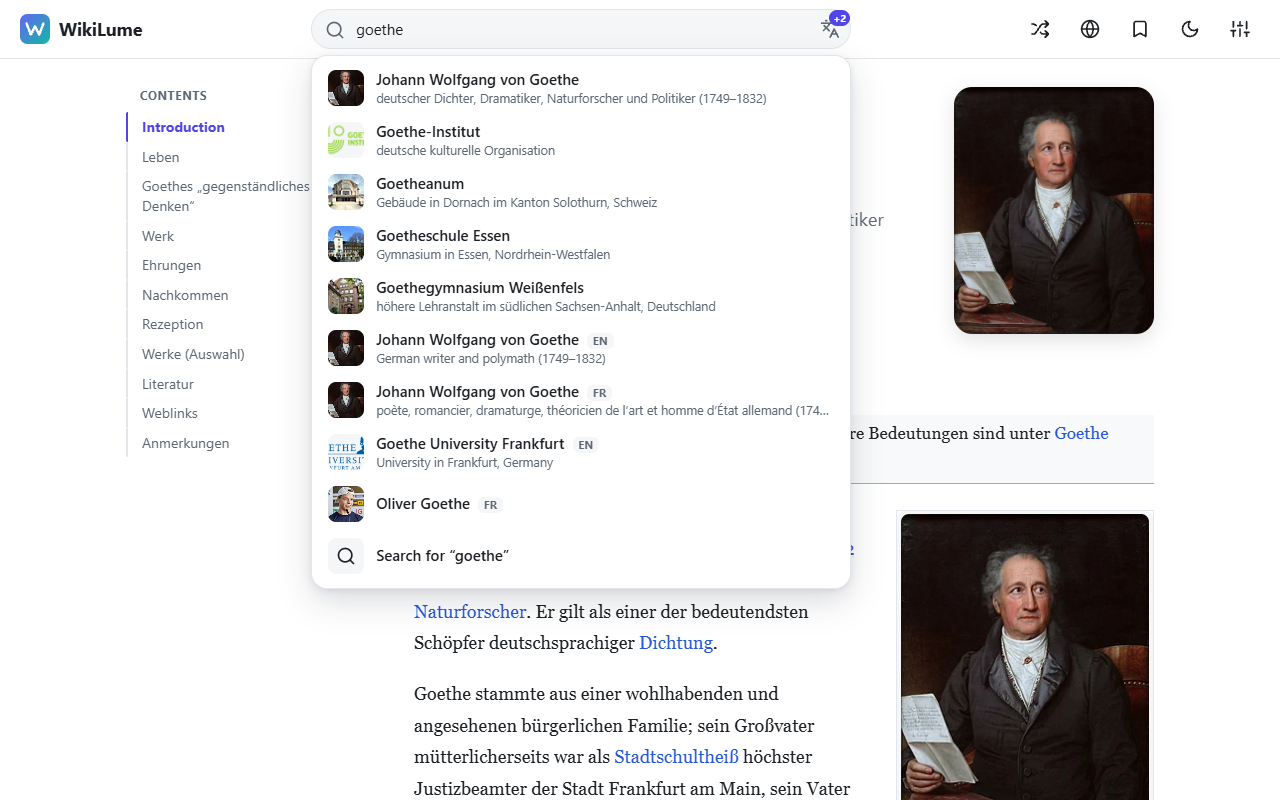 W WikiLume
goethe
+2
CONTENTS
Introduction
Leben
Goethes „gegenständliches
Denken“
Werk
Ehrungen
Nachkommen
Rezeption
Werke (Auswahl)
Literatur
Weblinks
Anmerkungen
Johann Wolfgang von Goethe
deutscher Dichter, Dramatiker, Naturforscher und Politiker (1749–1832)
Goethe-Institut
deutsche kulturelle Organisation
Goetheanum
Gebäude in Dornach im Kanton Solothurn, Schweiz
Goetheschule Essen
Gymnasium in Essen, Nordrhein-Westfalen
Goethegymnasium Weißenfels
höhere Lehranstalt im südlichen Sachsen-Anhalt, Deutschland
Johann Wolfgang von Goethe EN
German writer and polymath (1749–1832)
Johann Wolfgang von Goethe FR
poète, romancier, dramaturge, théoricien de l’art et homme d’État allemand (174...
Goethe University Frankfurt EN
University in Frankfurt, Germany
Oliver Goethe FR
Search for “goethe”
tiker
re Bedeutungen sind unter Goethe
Naturforscher. Er gilt als einer der bedeutendsten
Schöpfer deutschsprachiger Dichtung.
Goethe stammte aus einer wohlhabenden und
angesehenen bürgerlichen Familie; sein Großvater
mütterlicherseits war als Stadtschultheiß höchster
Justizbeamter der Stadt Frankfurt am Main, sein Vater